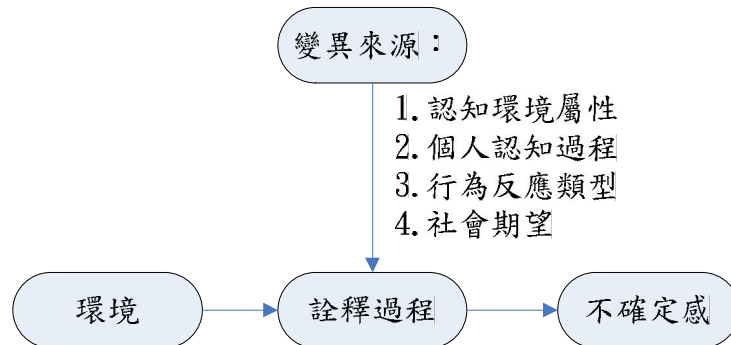 變異來源：
1.認知環境屬性
2.個人認知過程
3.行為反應類型
4.社會期望
環境
詮釋過程
不確定感